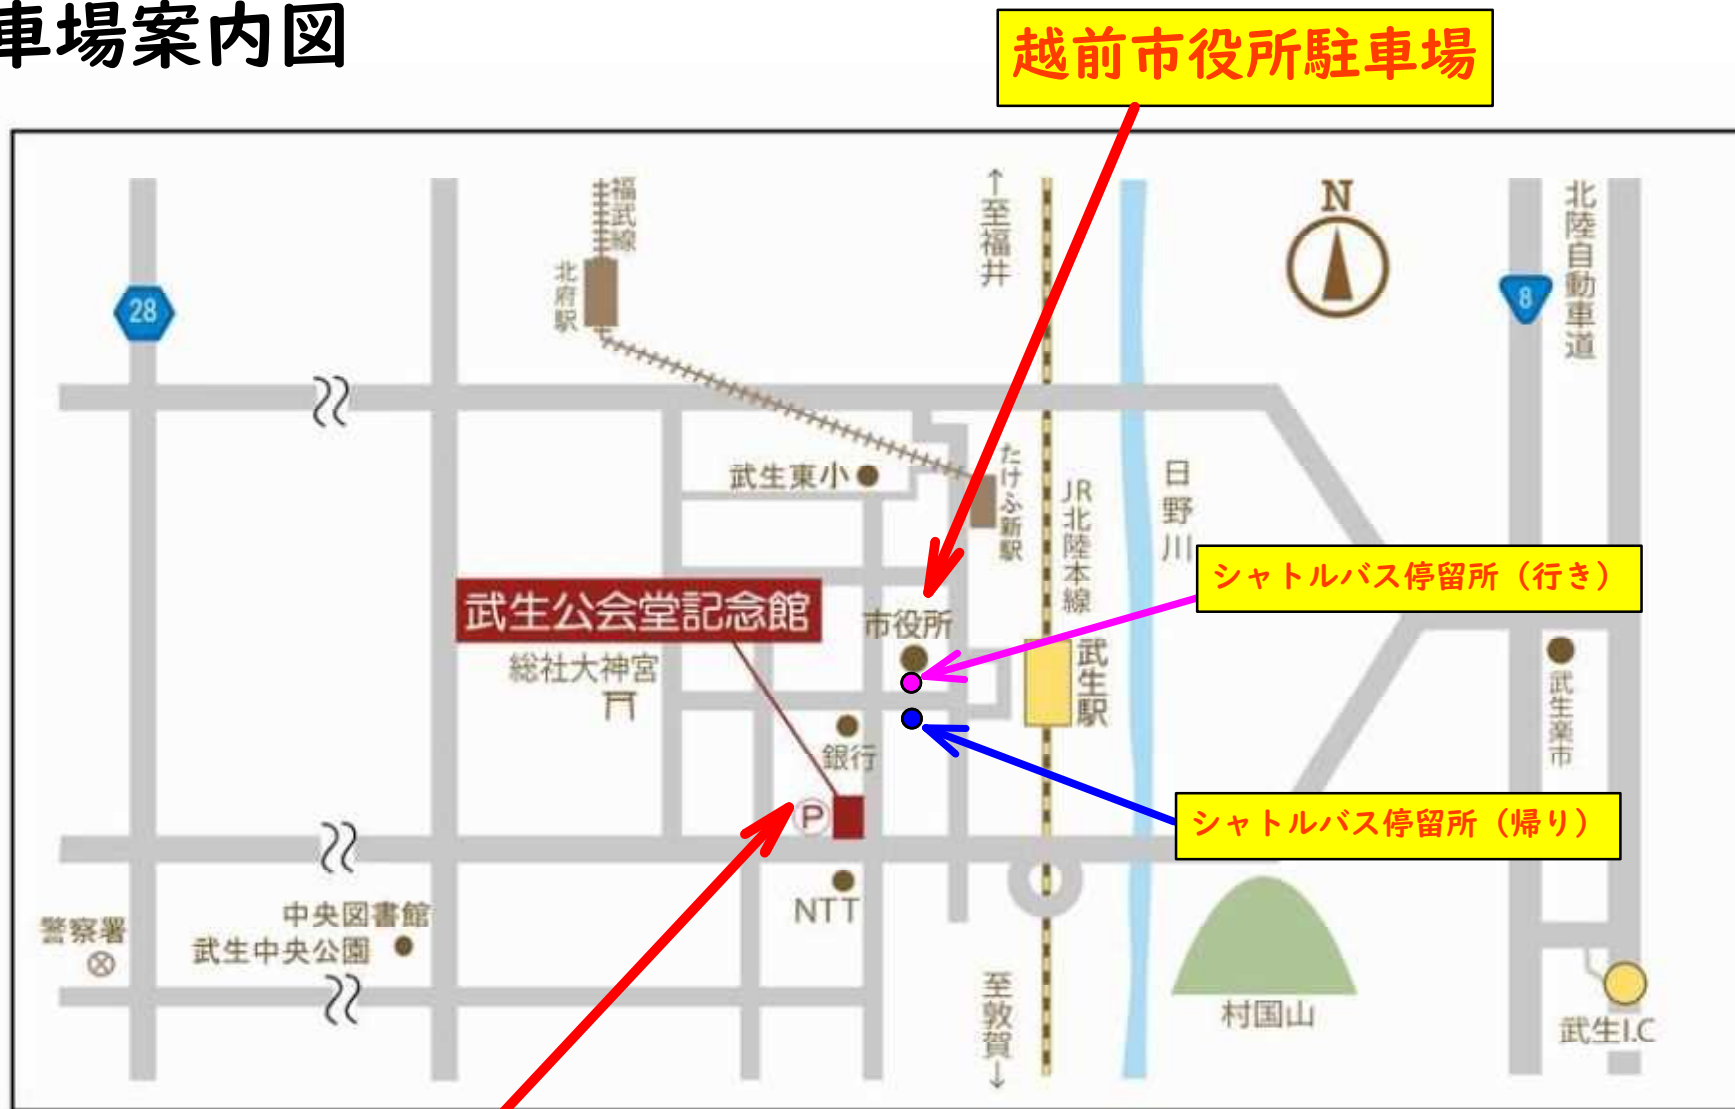 車場案内図
越前市役所駐車場
福武線
北府駅
↑至福井
N
北陸自動車道
28
8
武生東小
たけふ新駅
JR北陸本線
日野川
シャトルバス停留所（行き）
武生公会堂記念館
市役所
総社大神宮
武生駅
武生楽市
銀行
シャトルバス停留所（帰り）
P
NTT
中央図書館
武生中央公園
警察署
至敦賀↓
村国山
武生I.C